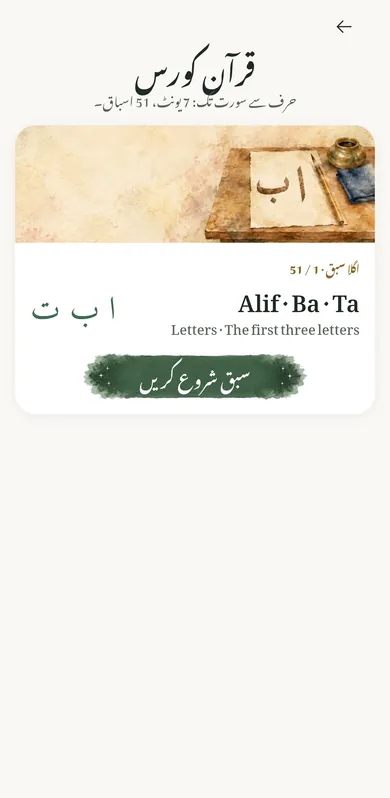 قرآن کورس
حرف سے سورت تک: 7 یونٹ، 51 اسباق۔
اب
اگلا سبق · 1 / 51
Alif · Ba · Ta
ا ب ت
Letters · The first three letters
سبق شروع کریں